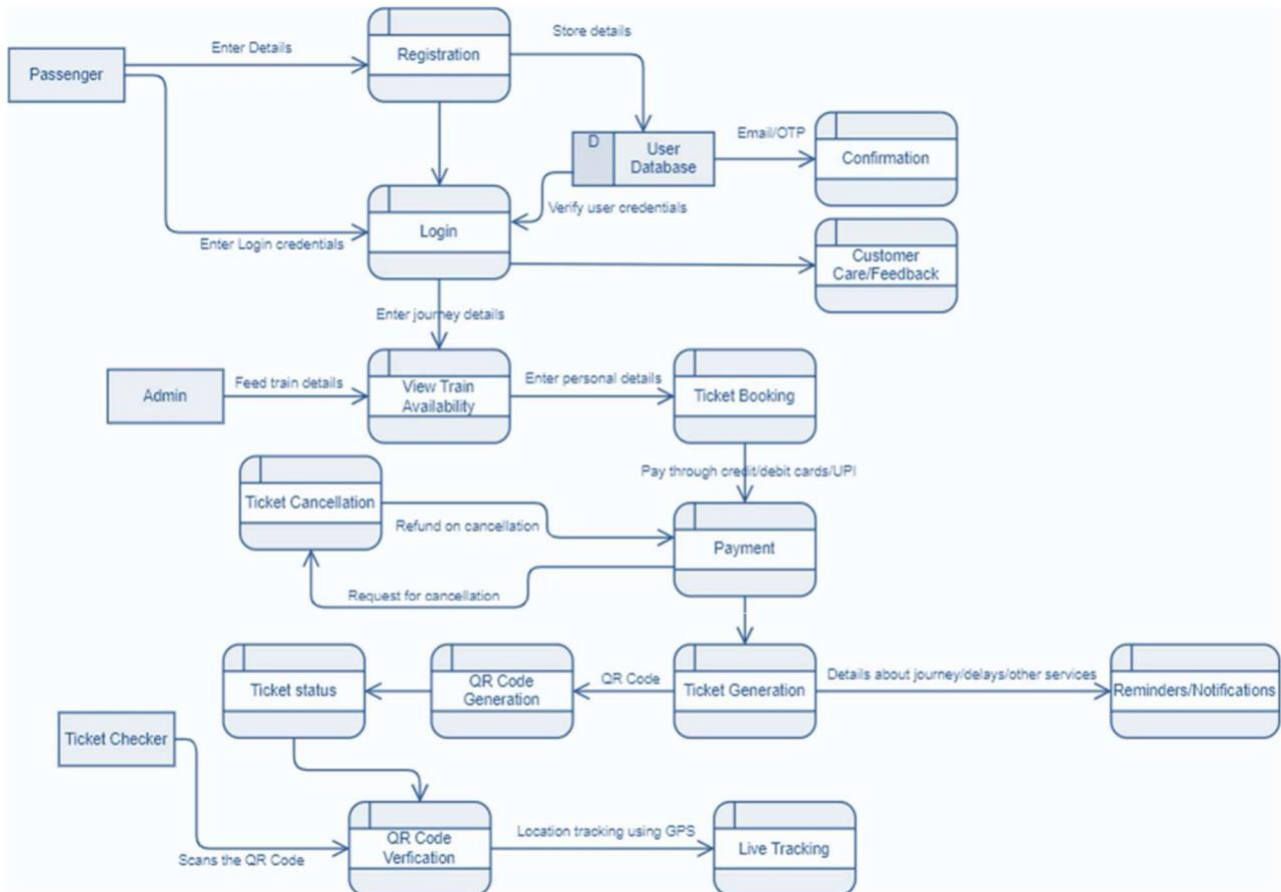 Store details
Enter Details
Registration
Passenger
Email/OTP
D
User
Database
Confirmation
Verify user credentials
Login
Enter Login credentials
Customer
Care/Feedback
Enter journey details
Admin
Feed train details
View Train
Availability
Enter personal details
Ticket Booking
Pay through credit/debit cards/UPI
Ticket Cancellation
Refund on cancellation
Payment
Request for cancellation
Ticket status
QR Code
Generation
QR Code
Ticket Generation
Details about journey/delays/other services
Reminders/Notifications
Ticket Checker
Scans the QR Code
QR Code
Verfication
Location tracking using GPS
Live Tracking